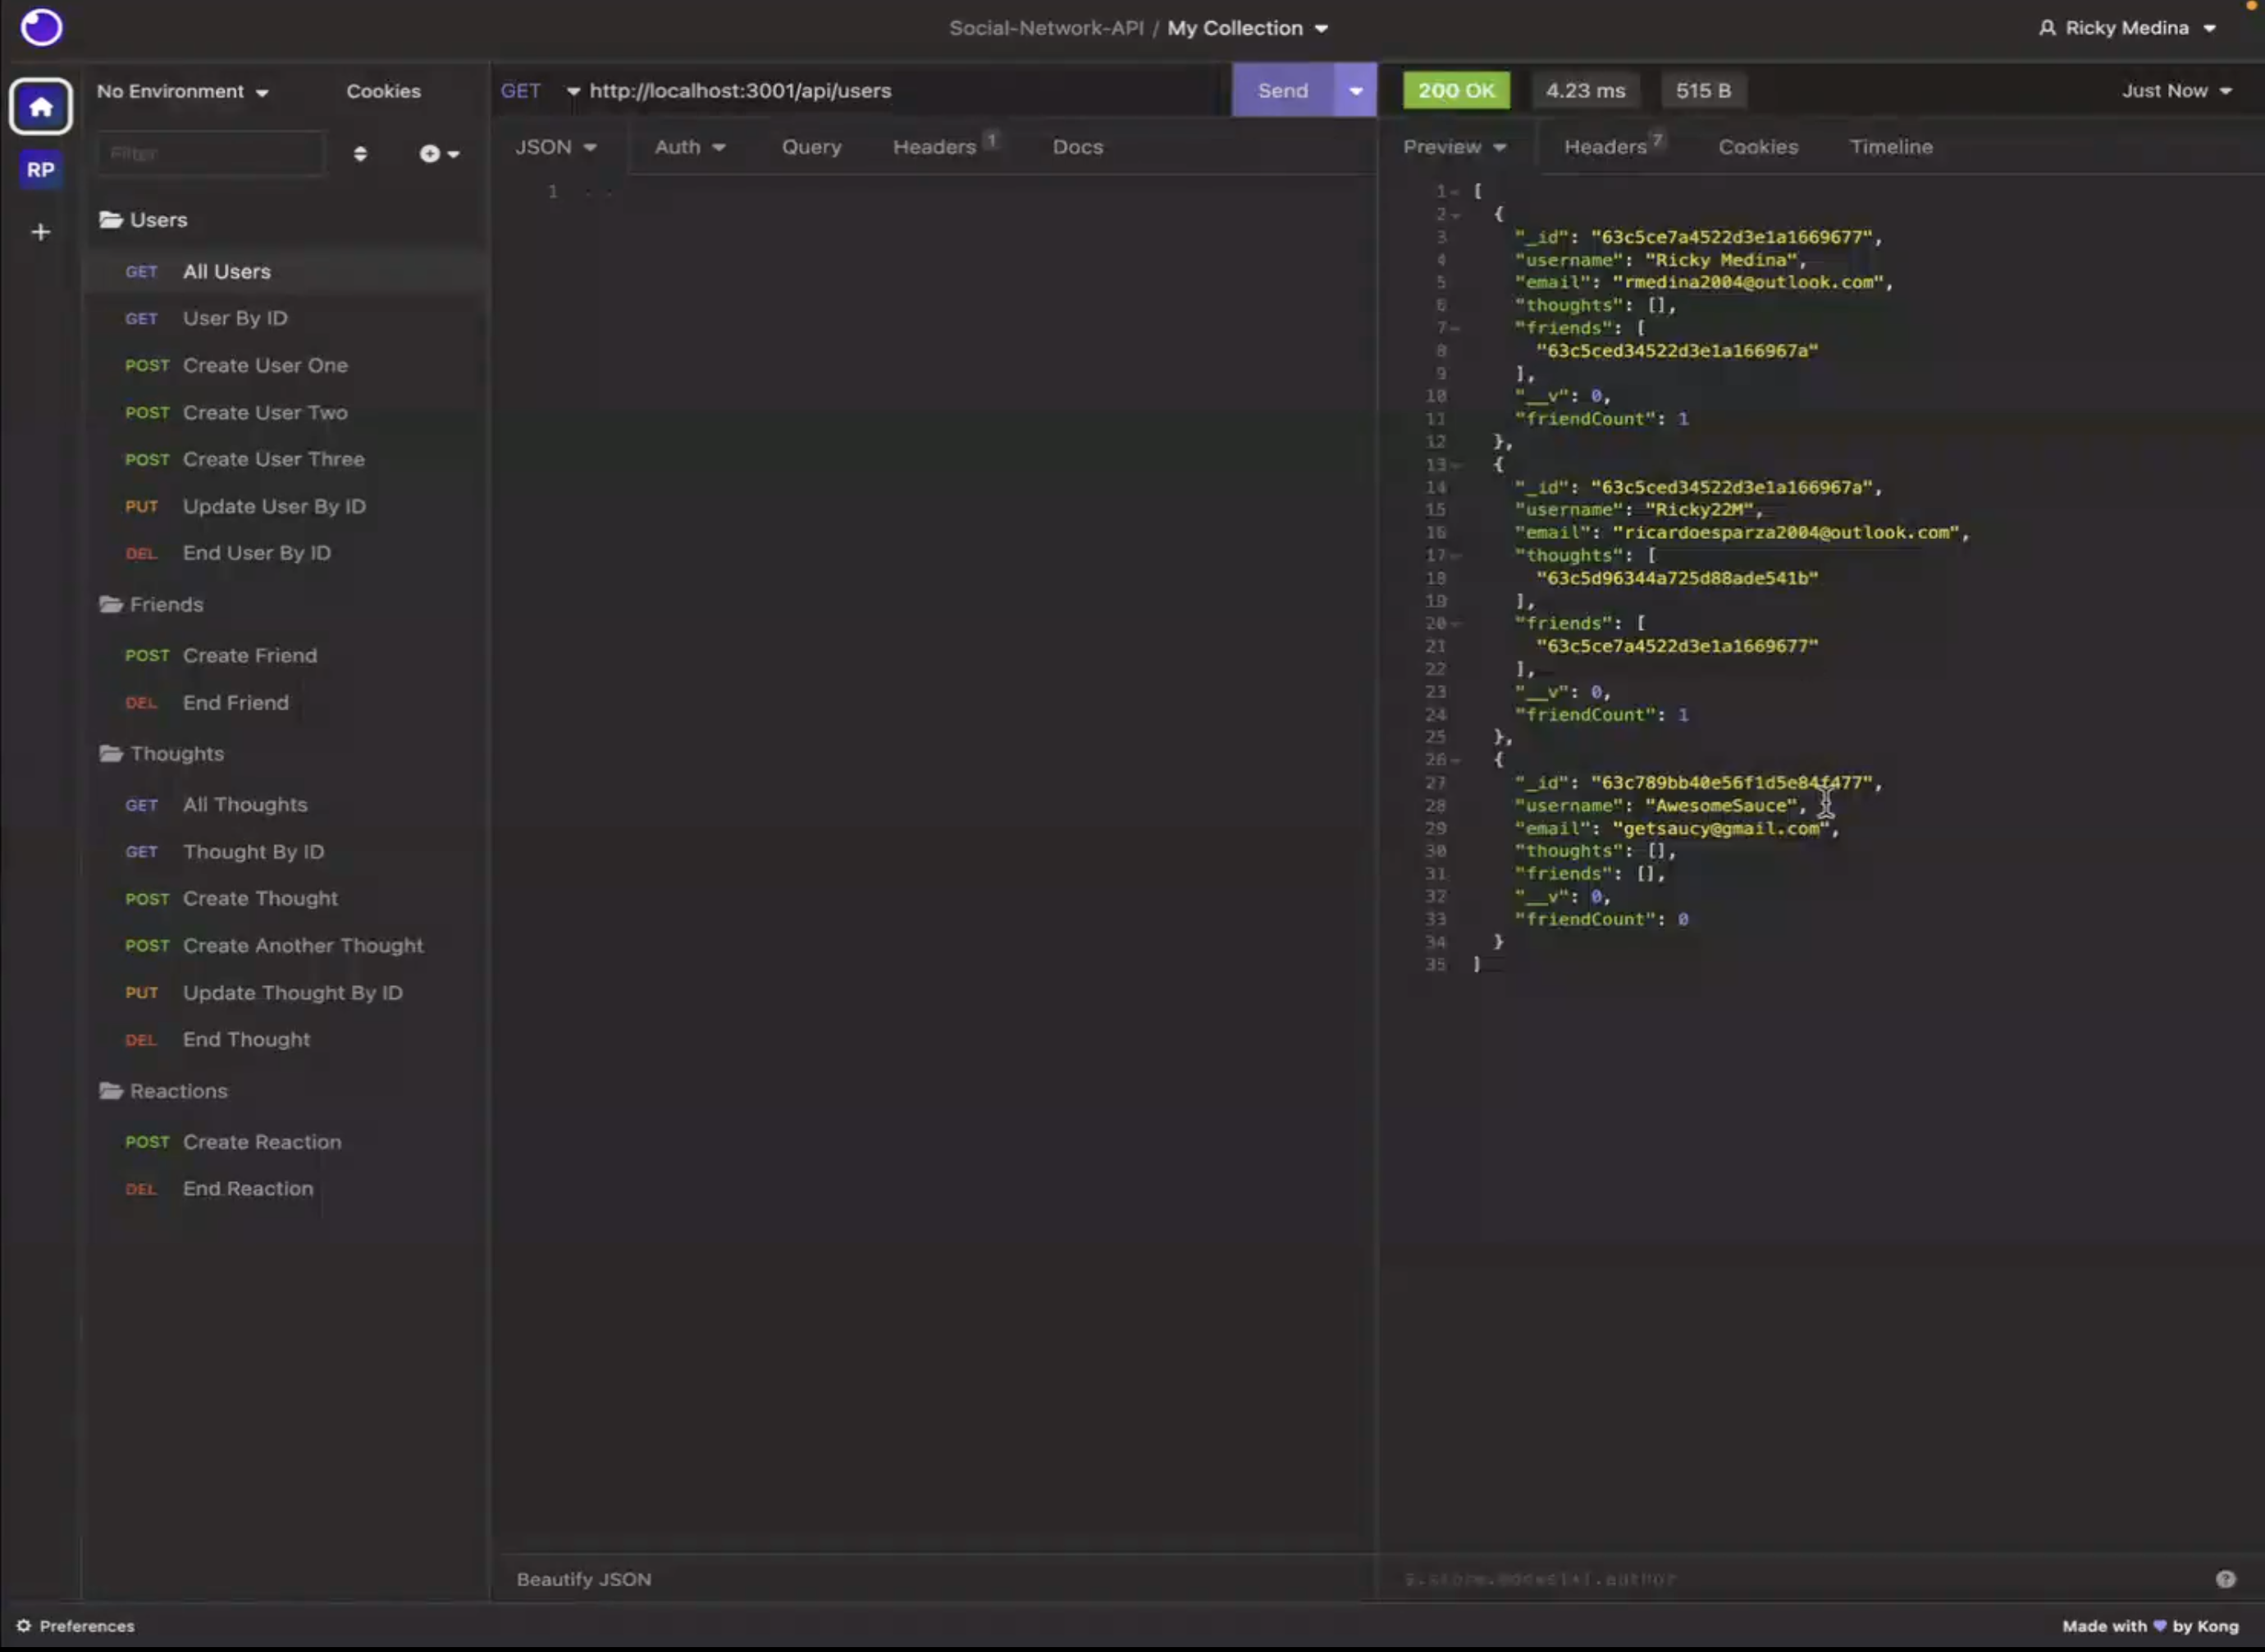 Social-Network-API / My Collection
Ricky Medina
No Environment
Cookies
Filter
RP
Users
GET All Users
GET User By ID
POST Create User One
POST Create User Two
POST Create User Three
PUT Update User By ID
DEL End User By ID
Friends
POST Create Friend
DEL End Friend
Thoughts
GET All Thoughts
GET Thought By ID
POST Create Thought
POST Create Another Thought
PUT Update Thought By ID
DEL End Thought
Reactions
POST Create Reaction
DEL End Reaction
GET http://localhost:3001/api/users
Send
JSON Auth Query Headers 1 Docs
1
Beautify JSON
200 OK 4.23 ms 515 B Just Now
Preview Headers 7 Cookies Timeline
1 [
2 {
3 "_id": "63c5ce7a4522d3e1a1669677",
4 "username": "Ricky Medina",
5 "email": "rmedina2004@outlook.com",
6 "thoughts": [],
7 "friends": [
8 "63c5ced34522d3e1a166967a"
9 ],
10 "__v": 0,
11 "friendCount": 1
12 },
13 {
14 "_id": "63c5ced34522d3e1a166967a",
15 "username": "Ricky22M",
16 "email": "ricardoesparza2004@outlook.com",
17 "thoughts": [
18 "63c5d96344a725d88ade541b"
19 ],
20 "friends": [
21 "63c5ce7a4522d3e1a1669677"
22 ],
23 "__v": 0,
24 "friendCount": 1
25 },
26 {
27 "_id": "63c789bb40e56f1d5e84f477",
28 "username": "AwesomeSauce",
29 "email": "getsaucy@gmail.com",
30 "thoughts": [],
31 "friends": [],
32 "__v": 0,
33 "friendCount": 0
34 }
35 ]
Preferences
Made with by Kong